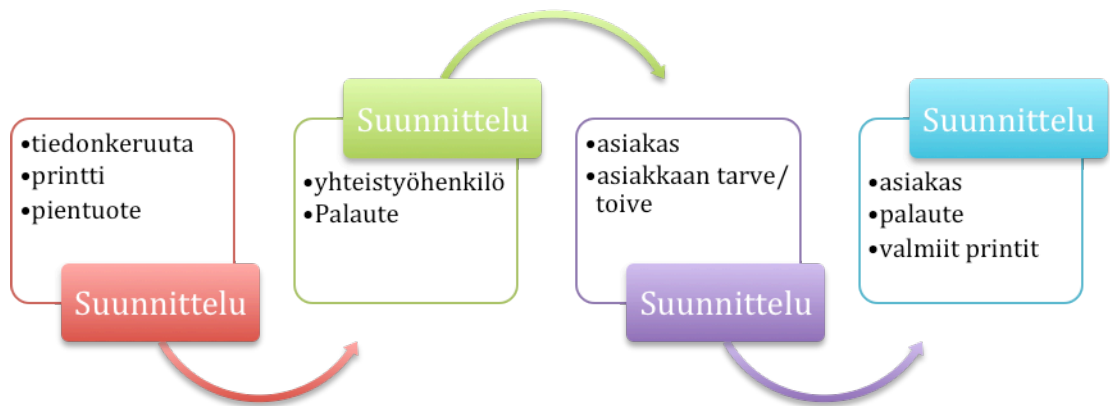 •tiedonkeruuta
•printti
•pientuote
Suunnittelu
Suunnittelu
•yhteistyöhenkilö
•Palaute
•asiakas
•asiakkaan tarve/
toive
Suunnittelu
Suunnittelu
•asiakas
•palaute
•valmiit printit